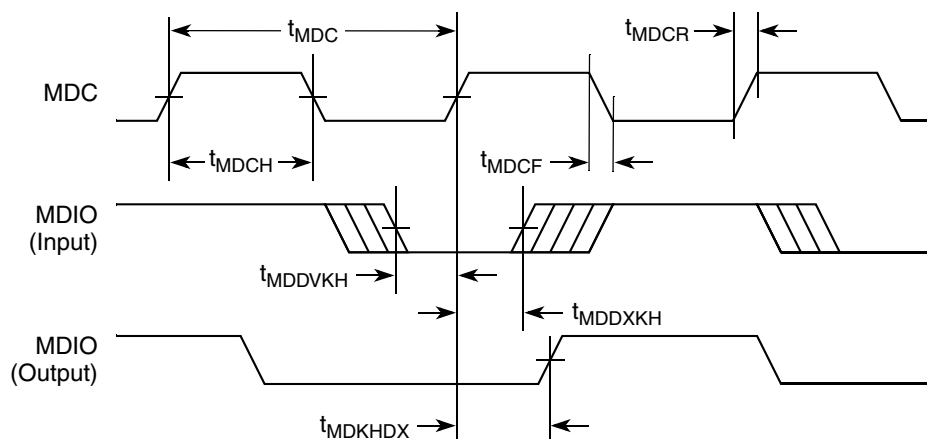 tMDC
tMDCR
MDC
tMDCH
tMDCF
MDIO
(Input)
tMDDVKH
tMDDXKH
MDIO
(Output)
tMDKHDX